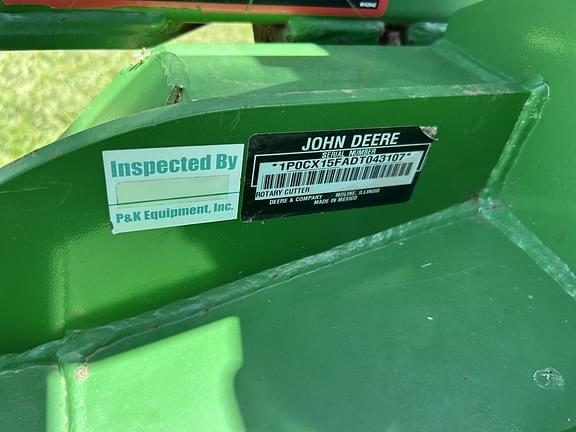 Inspected By
P&K Equipment, Inc.
JOHN DEERE
SERIAL NUMBER
*1P0CX15FADT043107*
ROTARY CUTTER
DEERE & COMPANY MOLINE, ILLINOIS
MADE IN MEXICO